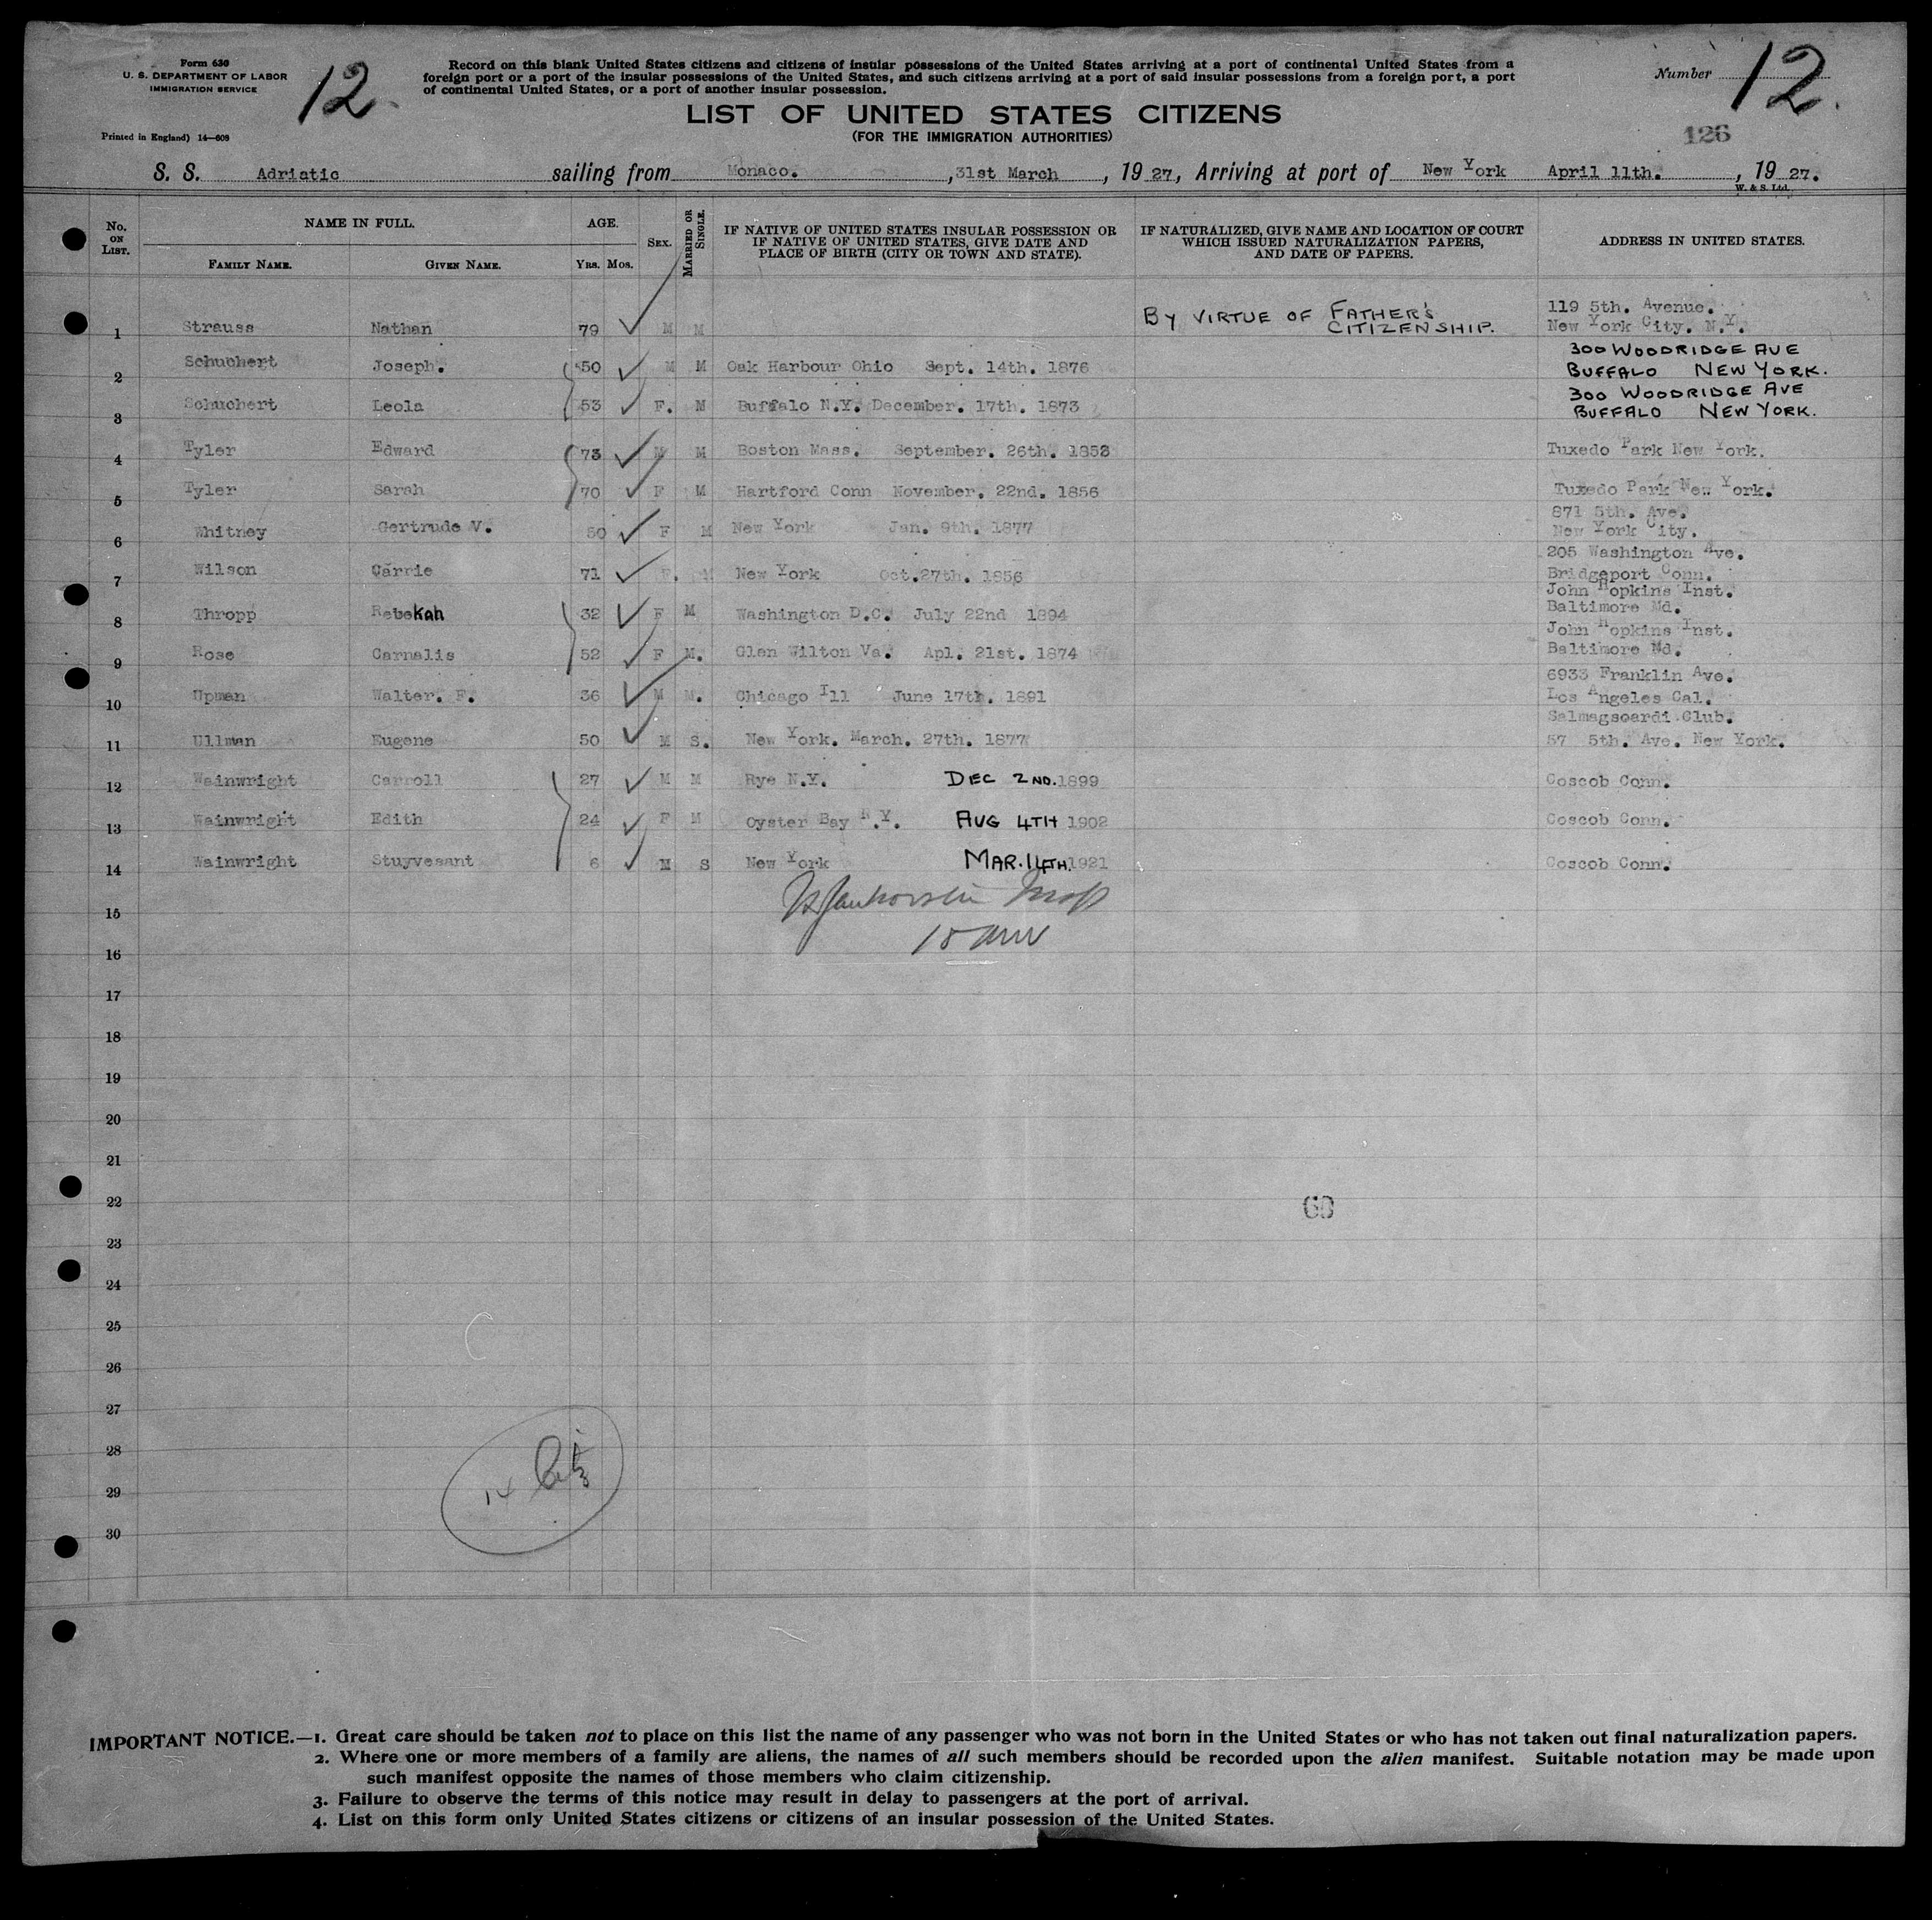 Form 630
U. S. DEPARTMENT OF LABOR
IMMIGRATION SERVICE
12
Printed in England) 14—608
Record on this blank United States citizens and citizens of insular possessions of the United States arriving at a port of continental United States from a
foreign port or a port of the insular possessions of the United States, and such citizens arriving at a port of said insular possessions from a foreign port, a port
of continental United States, or a port of another insular possession.
LIST OF UNITED STATES CITIZENS
(FOR THE IMMIGRATION AUTHORITIES)
Number 12.
126
S. S. Adriatic sailing from Monaco. , 31st March , 19 27, Arriving at port of New York April 11th. , 19 27.
W. & S. Ltd.
No. ON LIST. NAME IN FULL. AGE. SEX. MARRIED OR SINGLE. IF NATIVE OF UNITED STATES INSULAR POSSESSION OR IF NATIVE OF UNITED STATES, GIVE DATE AND PLACE OF BIRTH (CITY OR TOWN AND STATE). IF NATURALIZED, GIVE NAME AND LOCATION OF COURT WHICH ISSUED NATURALIZATION PAPERS, AND DATE OF PAPERS. ADDRESS IN UNITED STATES.
FAMILY NAME. GIVEN NAME. YRS. MOS.
1 Strauss Nathan 79 M M BY VIRTUE OF FATHER'S CITIZENSHIP. 119 5th. Avenue. New York City. N.Y.
2 Schuchert Joseph. 50 M M Oak Harbour Ohio Sept. 14th. 1876 300 WOODRIDGE AVE BUFFALO NEW YORK.
3 Schuchert Leola 53 F. M Buffalo N.Y. December. 17th. 1873 300 WOODRIDGE AVE BUFFALO NEW YORK.
4 Tyler Edward 73 M M Boston Mass. September. 26th. 1853 Tuxedo Park New York.
5 Tyler Sarah 70 F M Hartford Conn November. 22nd. 1856 Tuxedo Park New York.
6 Whitney Gertrude V. 50 F M New York Jan. 9th. 1877 871 5th. Ave. New York City.
7 Wilson Carrie 71 F. M New York Oct.27th. 1856 205 Washington Ave. Bridgeport Conn.
8 Thropp Rebekah 32 F M Washington D.C. July 22nd 1894 John Hopkins Inst. Baltimore Md.
9 Rose Carnalis 52 F M. Glen Wilton Va. Apl. 21st. 1874 John Hopkins Inst. Baltimore Md.
10 Upman Walter. F. 36 M M. Chicago Ill June 17th. 1891 6933 Franklin Ave. Los Angeles Cal.
11 Ullman Eugene 50 M S. New York. March. 27th. 1877 Salmagsoardi Club. 57 5th. Ave. New York.
12 Wainwright Carroll 27 M M Rye N.Y. DEC 2ND. 1899 Coscob Conn.
13 Wainwright Edith 24 F M Oyster Bay N.Y. AUG 4TH 1902 Coscob Conn.
14 Wainwright Stuyvesant 6 M S New York MAR. 11TH. 1921 Coscob Conn.
15
16
17
18
19
20
21
22
23
24
25
26
27
28
29
30
60
14 Citz
IMPORTANT NOTICE.—1. Great care should be taken not to place on this list the name of any passenger who was not born in the United States or who has not taken out final naturalization papers.
2. Where one or more members of a family are aliens, the names of all such members should be recorded upon the alien manifest. Suitable notation may be made upon
such manifest opposite the names of those members who claim citizenship.
3. Failure to observe the terms of this notice may result in delay to passengers at the port of arrival.
4. List on this form only United States citizens or citizens of an insular possession of the United States.